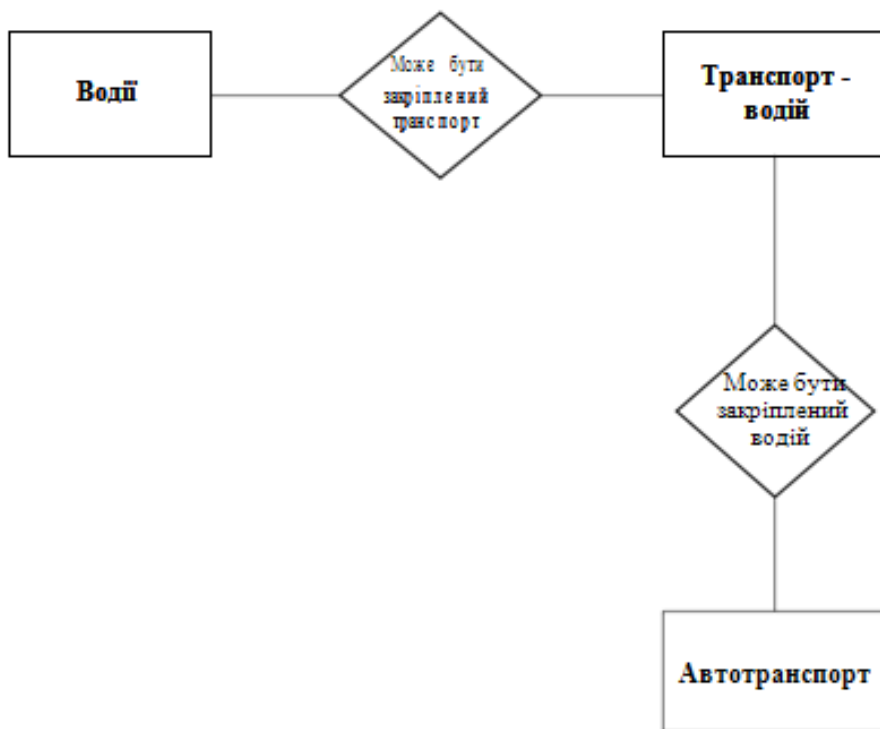 Водії
Може бути
закріплений
транспорт
Транспорт -
водій
Може бути
закріплений
водій
Автотранспорт